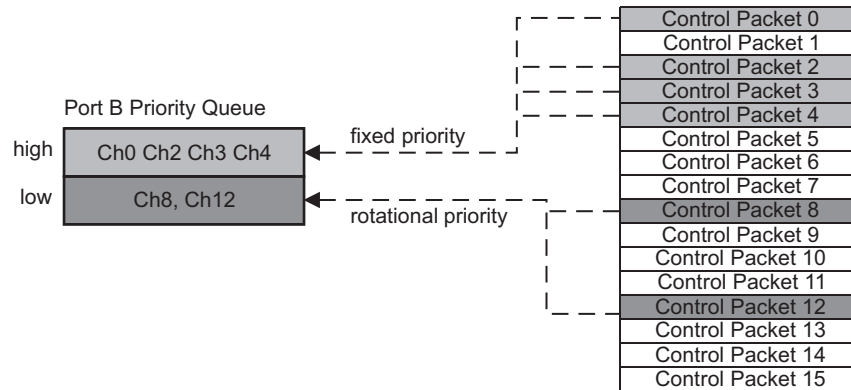 Port B Priority Queue
high
Ch0 Ch2 Ch3 Ch4
low
Ch8, Ch12
fixed priority
rotational priority
Control Packet 0
Control Packet 1
Control Packet 2
Control Packet 3
Control Packet 4
Control Packet 5
Control Packet 6
Control Packet 7
Control Packet 8
Control Packet 9
Control Packet 10
Control Packet 11
Control Packet 12
Control Packet 13
Control Packet 14
Control Packet 15